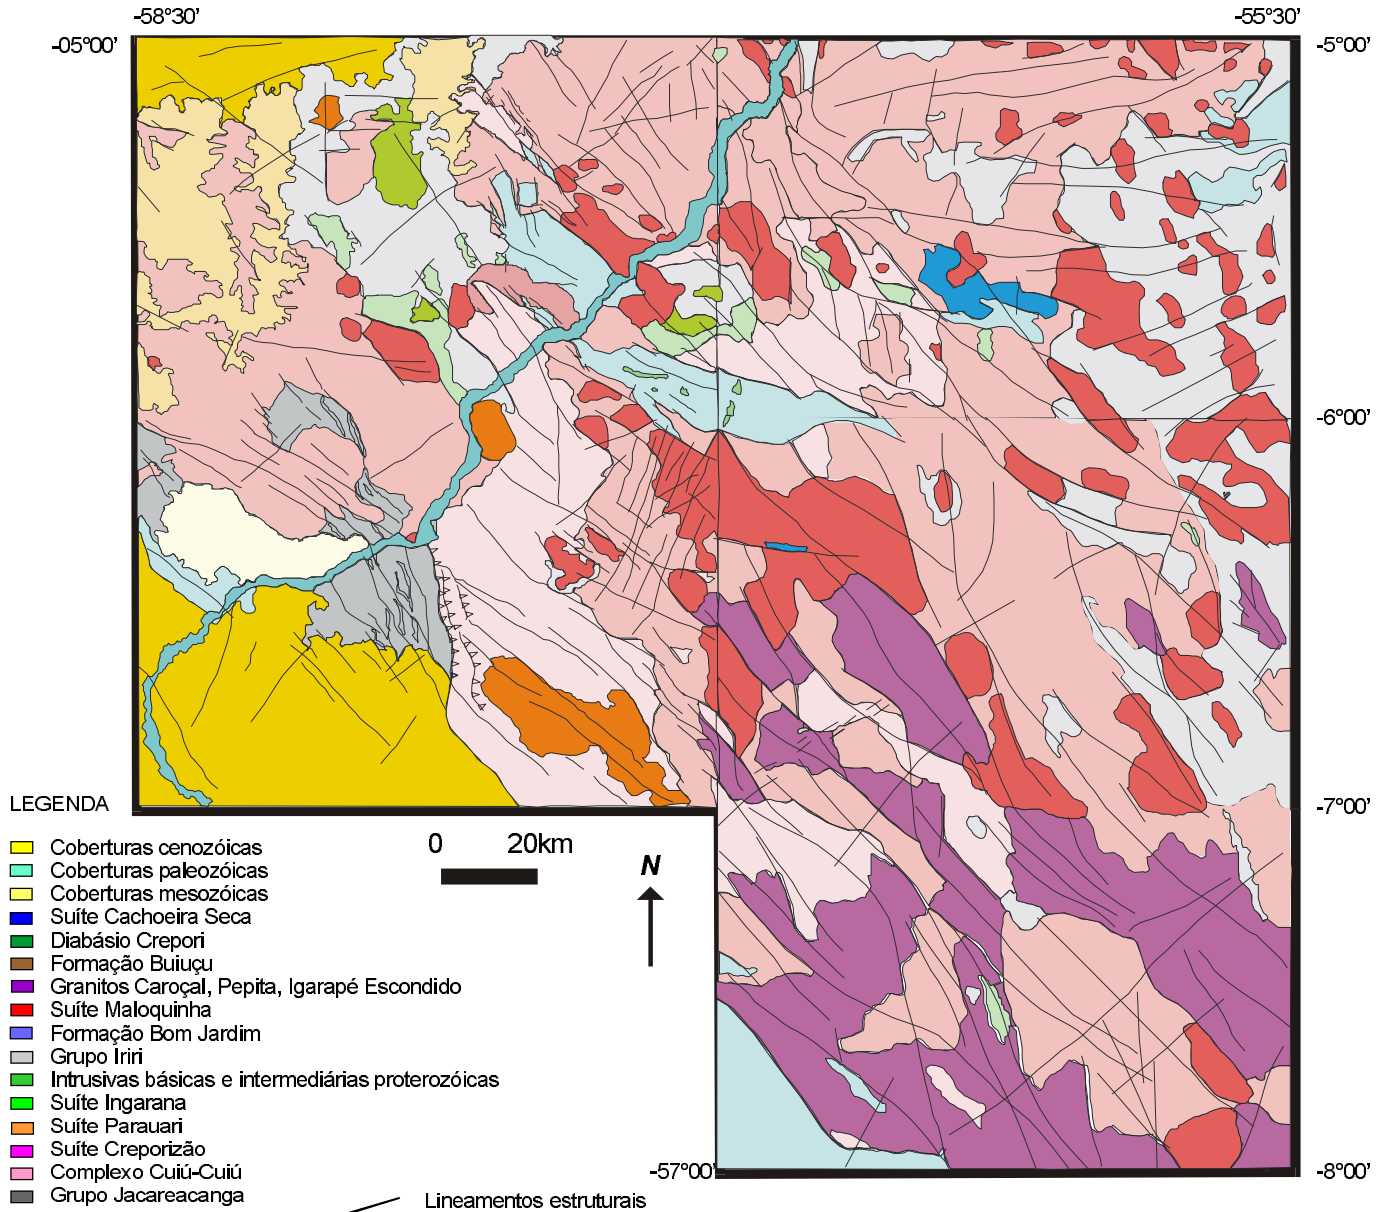 -58°30'
-55°30'
-05°00'
-5°00'
-6°00'
-7°00'
LEGENDA
0 20km
N
Coberturas cenozóicas
Coberturas paleozóicas
Coberturas mesozóicas
Suíte Cachoeira Seca
Diabásio Crepori
Formação Buiuçu
Granitos Caroçal, Pepita, Igarapé Escondido
Suíte Maloquinha
Formação Bom Jardim
Grupo Iriri
Intrusivas básicas e intermediárias proterozóicas
Suíte Ingarana
Suíte Parauari
Suíte Creporizão
Complexo Cuiú-Cuiú
Grupo Jacareacanga
-57°00'
-8°00'
Lineamentos estruturais